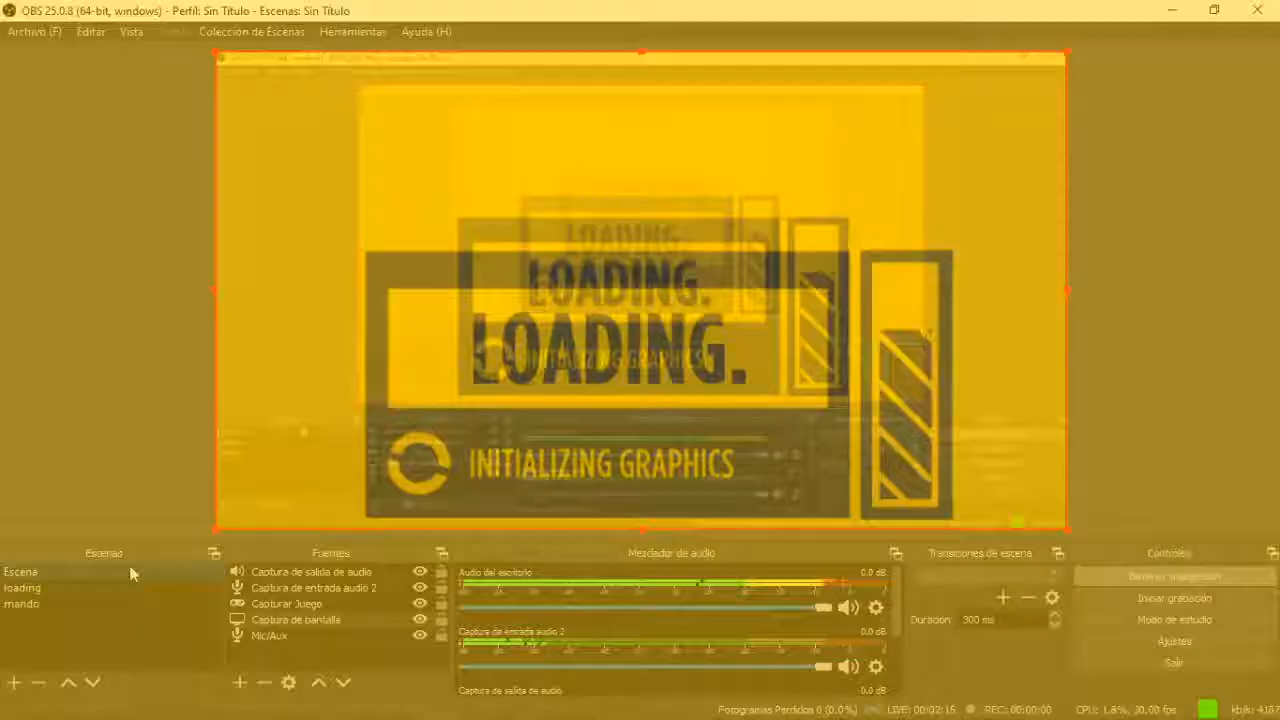 OBS 25.0.8 (64-bit, windows) - Perfil: Sin Título - Escenas: Sin Título
Archivo (F) Editar Vista Colección de Escenas Herramientas Ayuda (H)
LOADING.
LOADING.
LOADING.
INITIALIZING GRAPHICS
INITIALIZING GRAPHICS
Escenas
Escena
loading
mando
Fuentes
Captura de salida de audio
Captura de entrada audio 2
Capturar Juego
Captura de pantalla
Mic/Aux
Mezclador de audio
Audio del escritorio 0.0 dB
Captura de entrada audio 2 0.0 dB
Captura de salida de audio 0.0 dB
Transiciones de escena
Duración 300 ms
Controles
Iniciar grabación
Modo de estudio
Ajustes
Salir
Fotogramas Perdidos 0 (0.0%) LIVE: 00:02:15 REC: 00:00:00 CPU: 1.8%, 30.00 fps